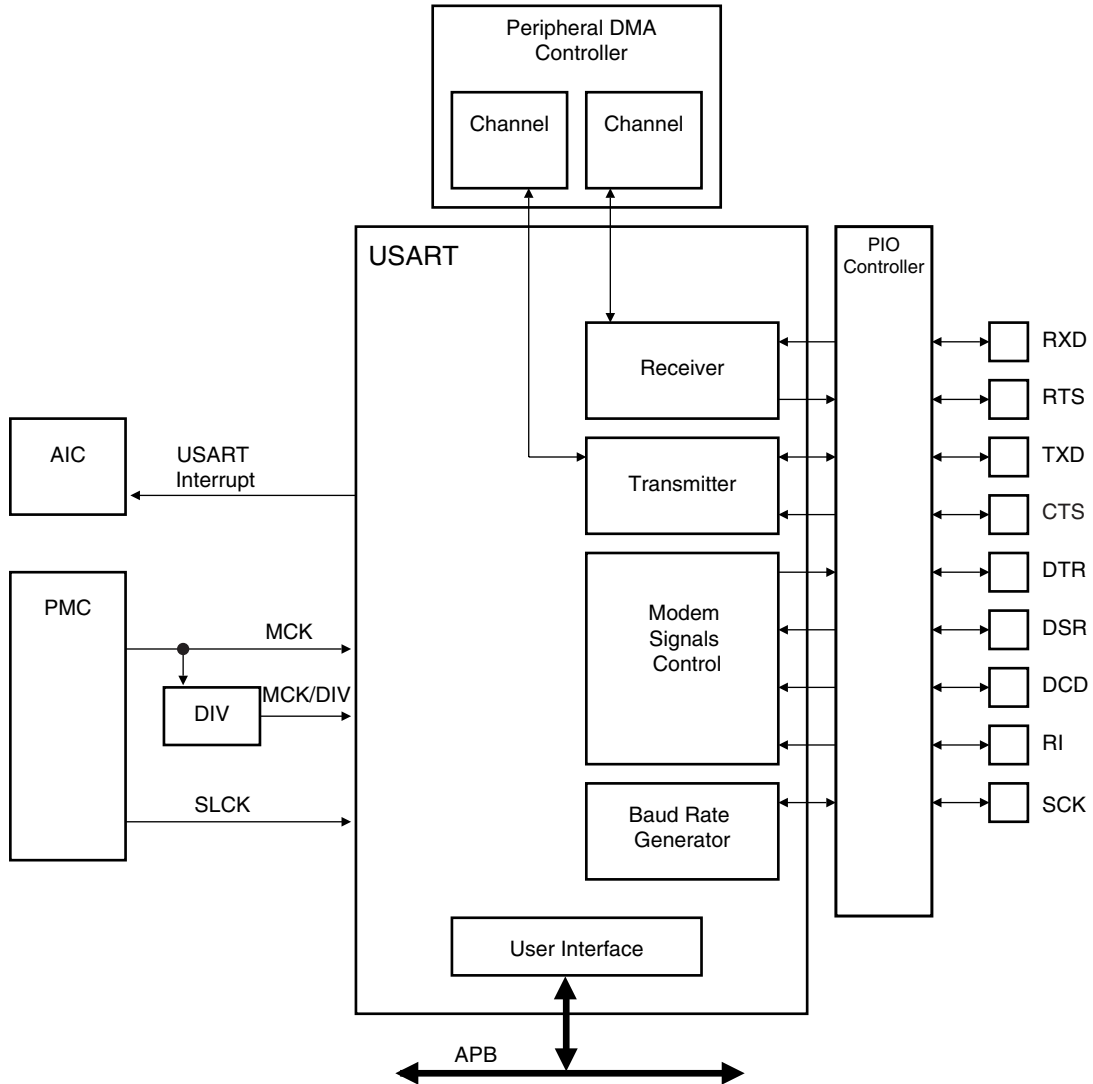 Peripheral DMA
Controller
Channel
Channel
USART
PIO
Controller
Receiver
RXD
RTS
AIC
USART
Interrupt
Transmitter
TXD
CTS
PMC
MCK
DIV
MCK/DIV
SLCK
Modem
Signals
Control
DTR
DSR
DCD
RI
Baud Rate
Generator
SCK
User Interface
APB